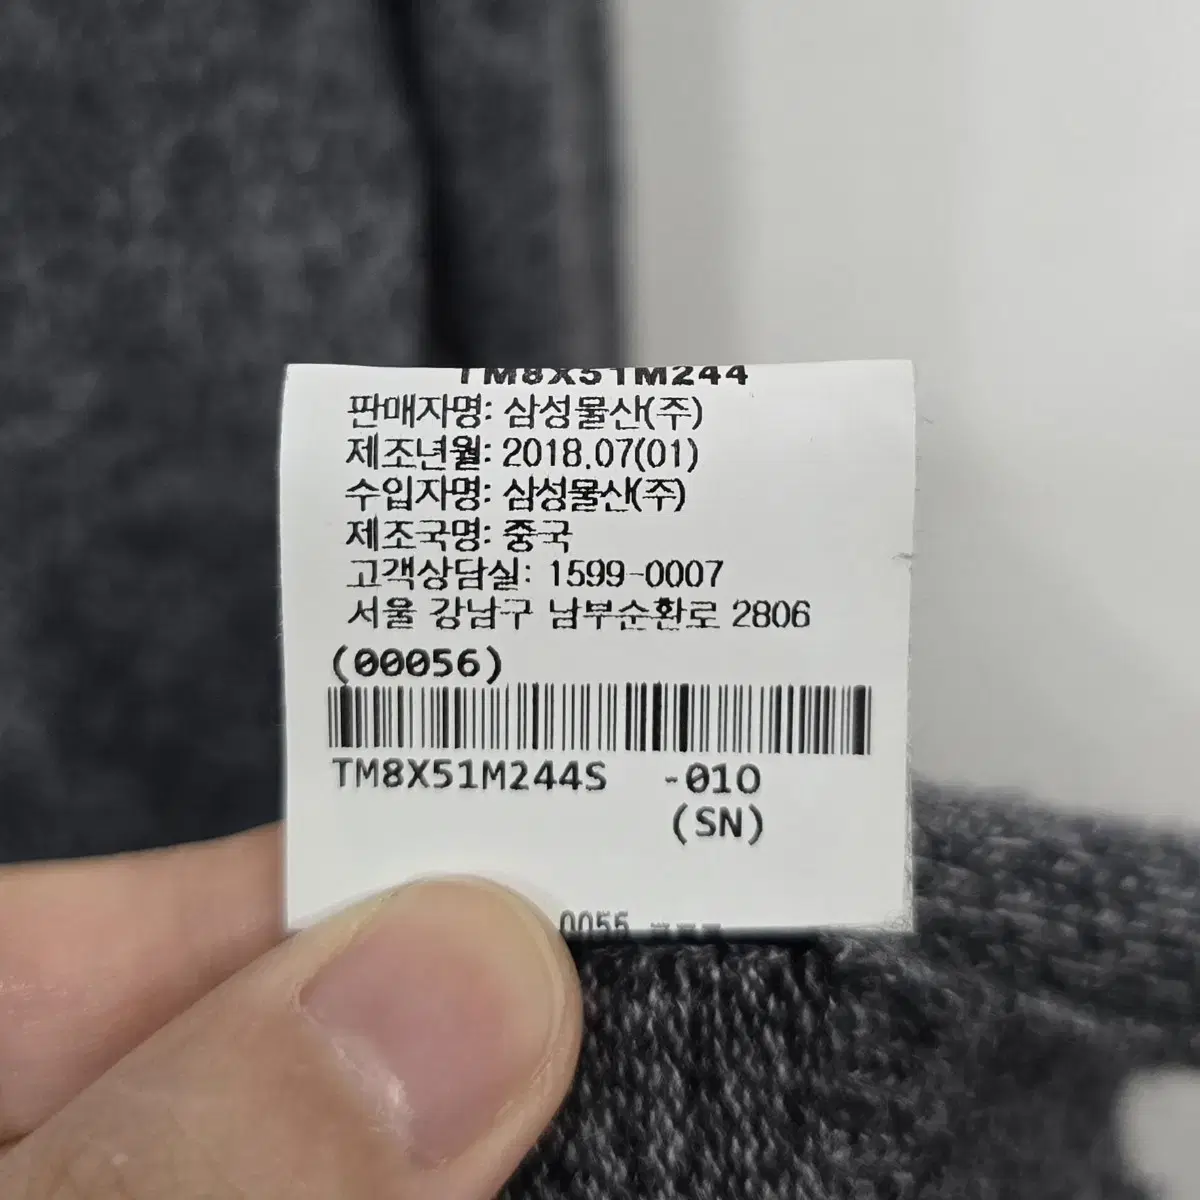 TM8X51M244
판매자명: 삼성물산(주)
제조년월: 2018.07(01)
수입자명: 삼성물산(주)
제조국명: 중국
고객상담실: 1599-0007
서울 강남구 남부순환로 2806
(00056)
TM8X51M244S -01O
(SN)
0055